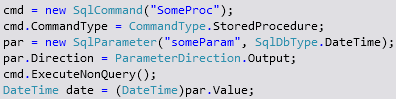 cmd = new SqlCommand("SomeProc");
cmd.CommandType = CommandType.StoredProcedure;
par = new SqlParameter("someParam", SqlDbType.DateTime);
par.Direction = ParameterDirection.Output;
cmd.ExecuteNonQuery();
DateTime date = (DateTime)par.Value;